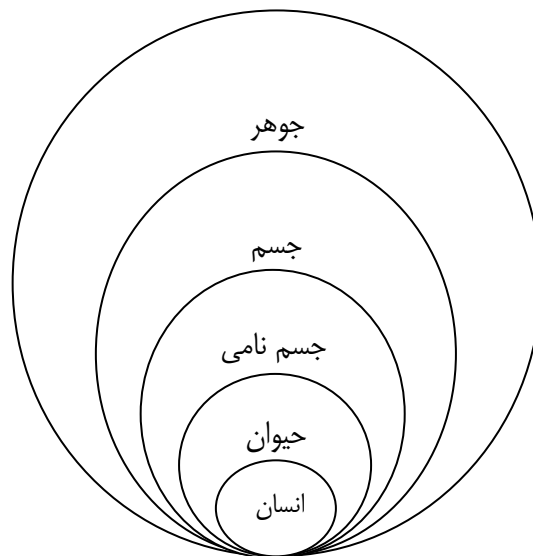 جوهر
جسم
جسم نامی
حیوان
انسان